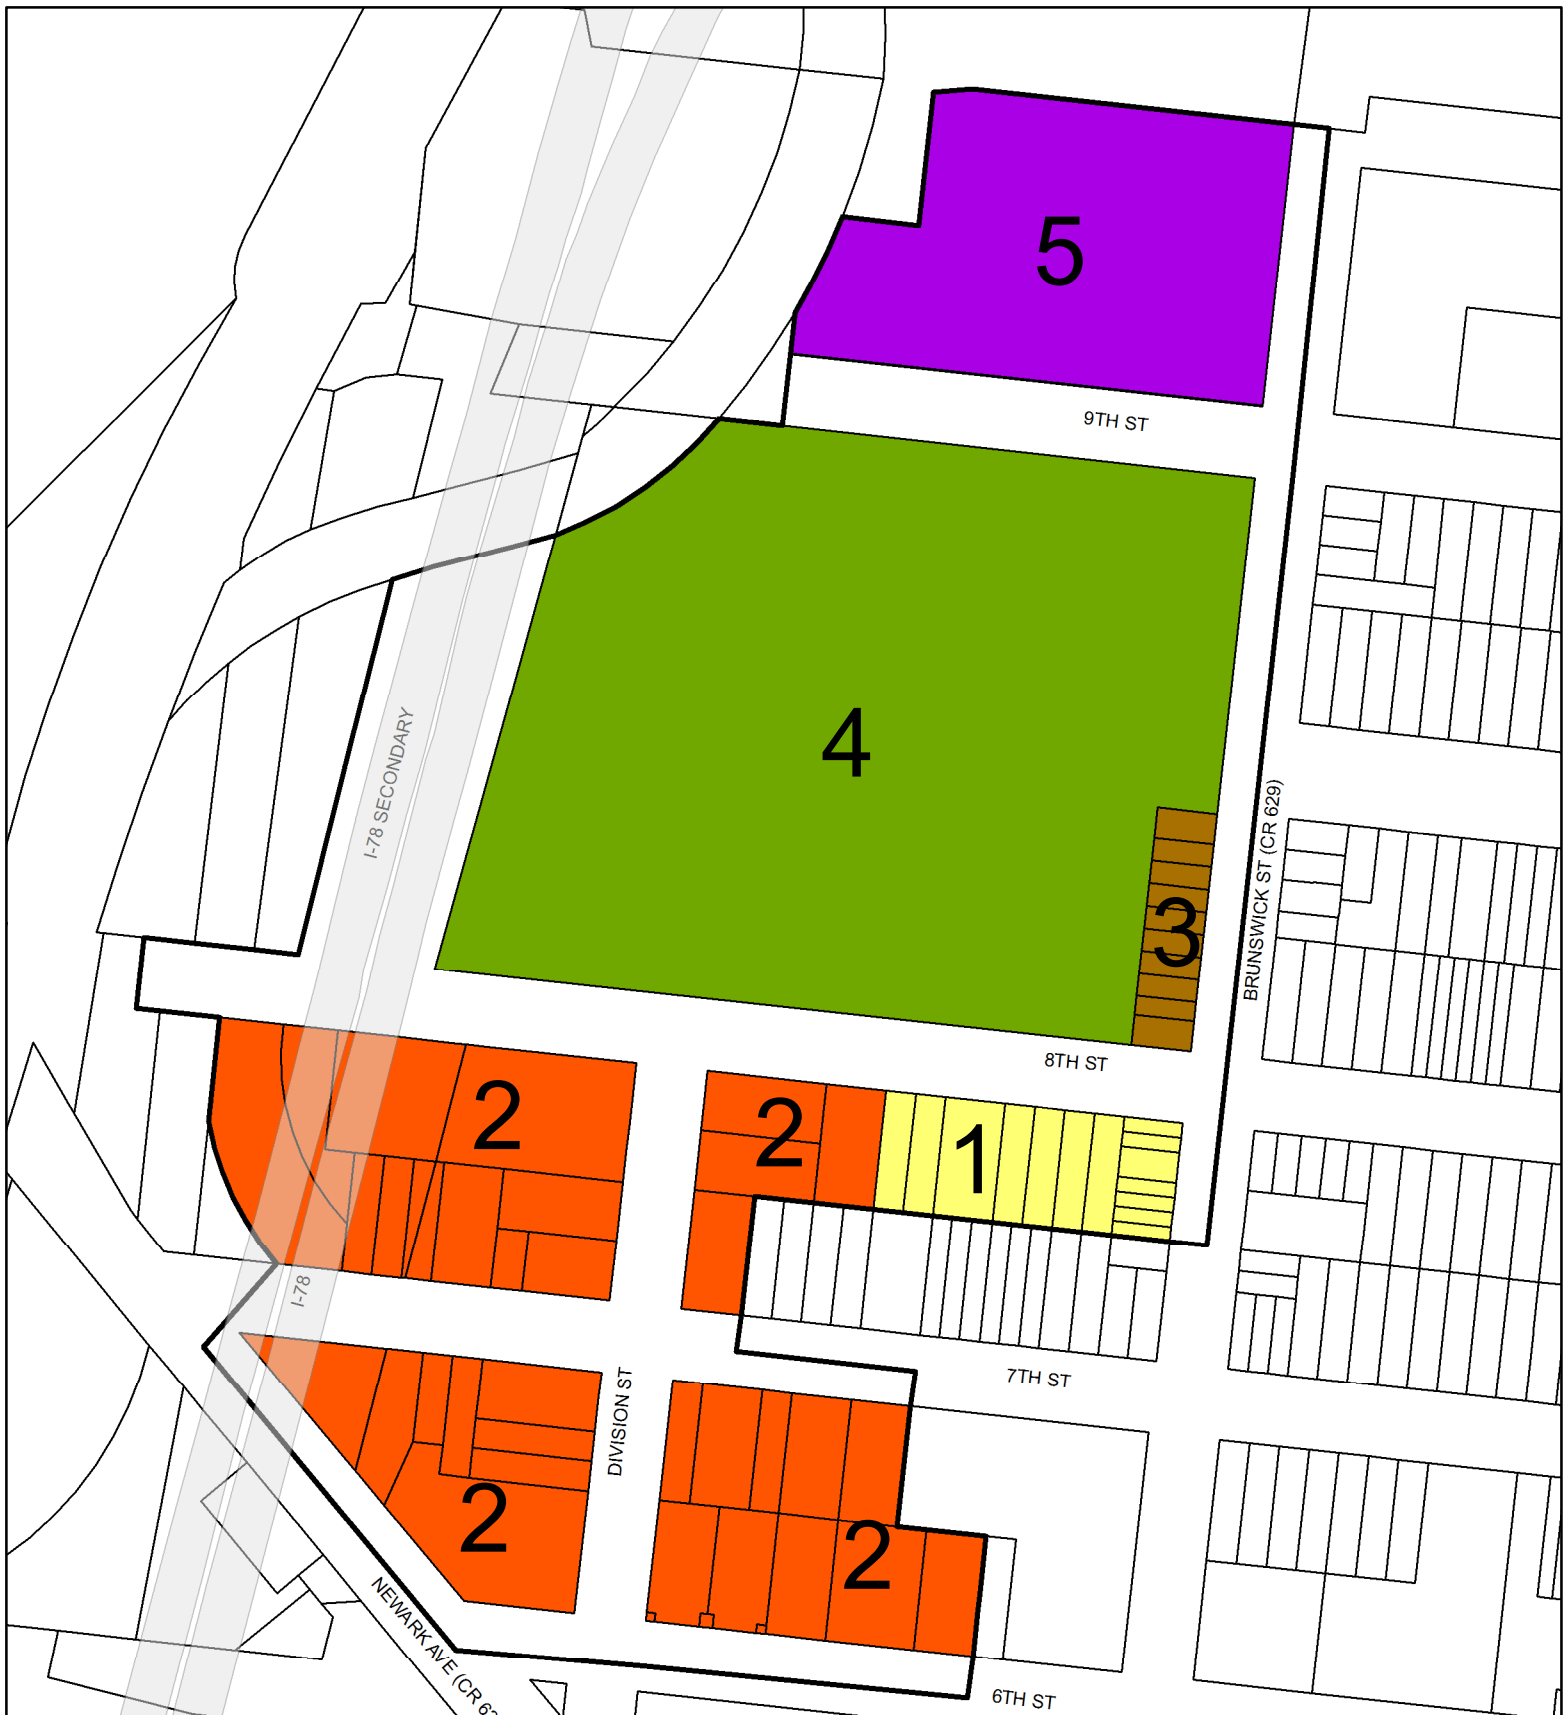 5
9TH ST
4
I-78 SECONDARY
BRUNSWICK ST (CR 629)
3
8TH ST
2
2
1
I-78
7TH ST
DIVISION ST
2
2
NEWARK AVE (CR 6
6TH ST